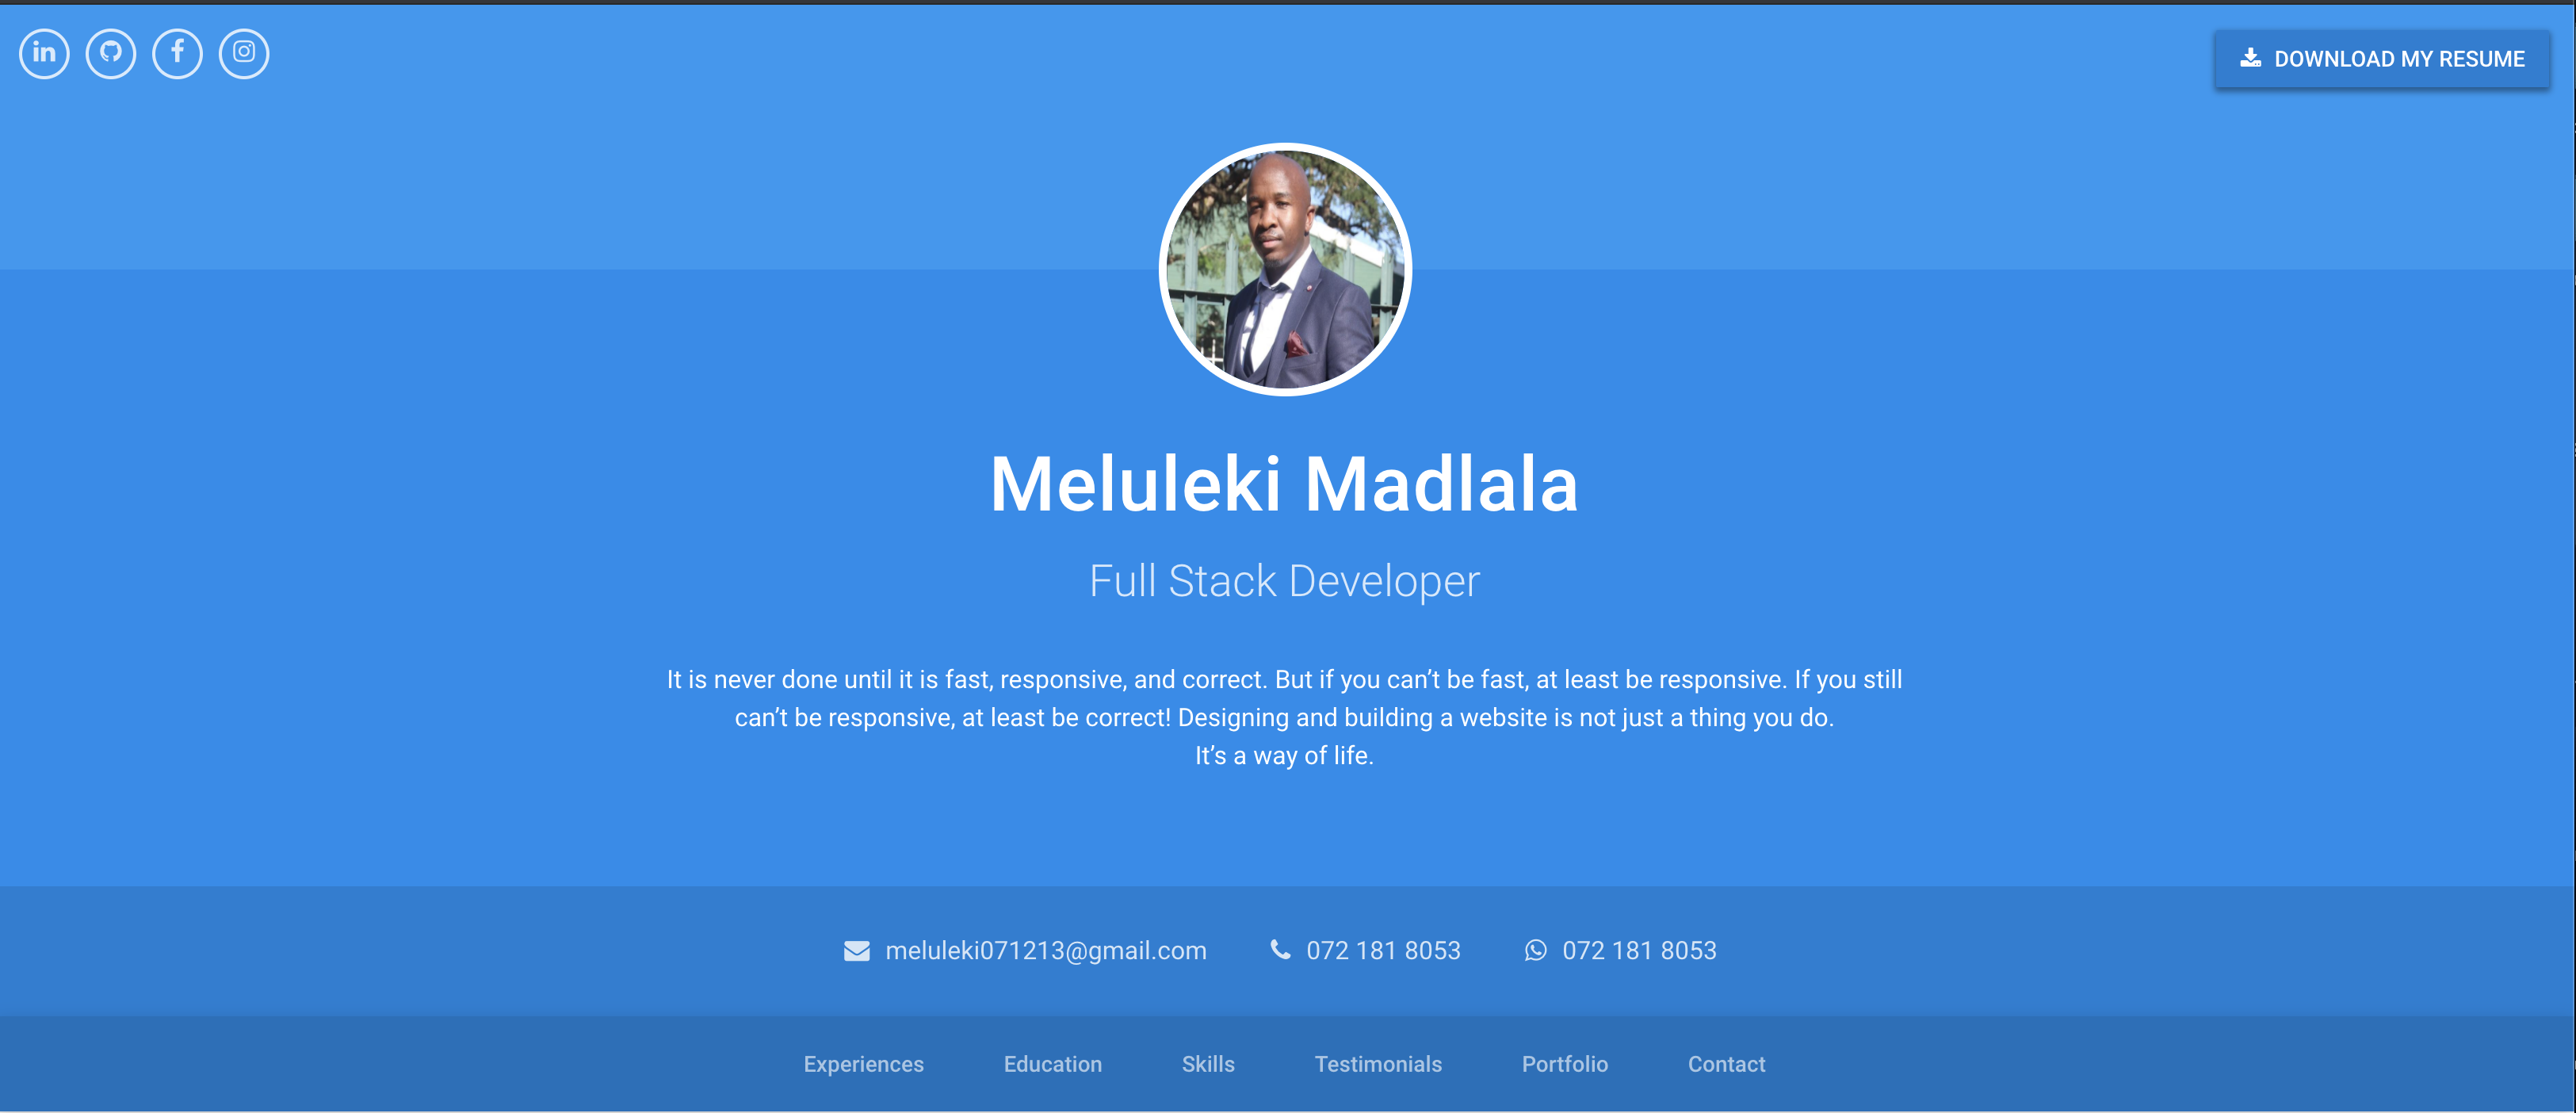 DOWNLOAD MY RESUME
Meluleki Madlala
Full Stack Developer
It is never done until it is fast, responsive, and correct. But if you can’t be fast, at least be responsive. If you still
can’t be responsive, at least be correct! Designing and building a website is not just a thing you do.
It’s a way of life.
meluleki071213@gmail.com 072 181 8053 072 181 8053
Experiences Education Skills Testimonials Portfolio Contact